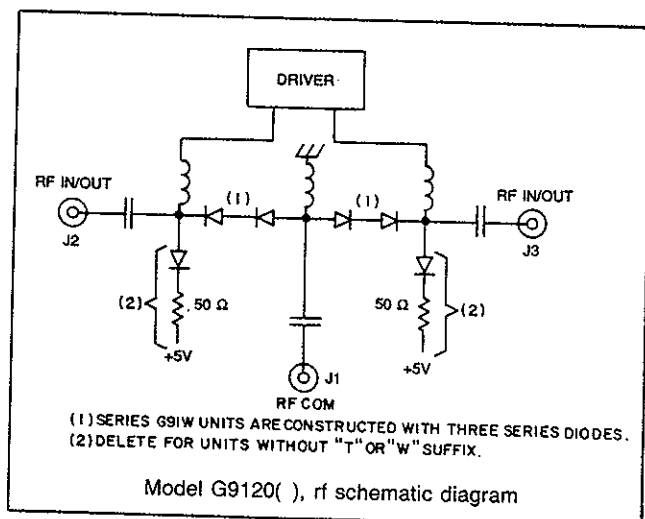 DRIVER
RF IN/OUT
(1)
(1)
RF IN/OUT
J2
J3
(2)
50 Ω
50 Ω
(2)
+5V
+5V
J1
RF COM
(1) SERIES G91W UNITS ARE CONSTRUCTED WITH THREE SERIES DIODES.
(2) DELETE FOR UNITS WITHOUT "T" OR "W" SUFFIX.
Model G9120( ), rf schematic diagram